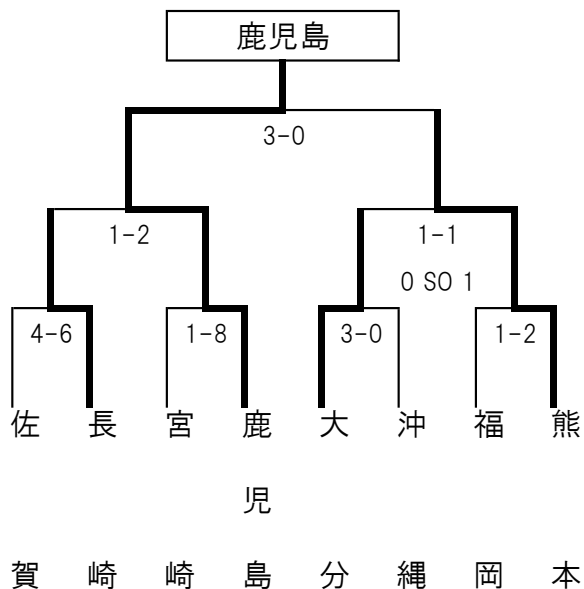 鹿児島
3-0
1-2
1-1
0 SO 1
4-6
1-8
3-0
1-2
佐賀
長崎
宮崎
鹿児島
大分
沖縄
福岡
熊本